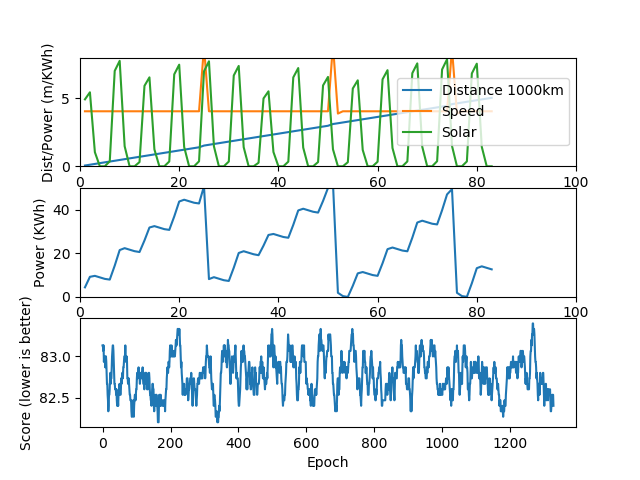 Dist/Power (m/KWh)
5
0
Distance 1000km
Speed
Solar
0 20 40 60 80 100
Power (KWh)
40
20
0
0 20 40 60 80 100
Score (lower is better)
83.0
82.5
0 200 400 600 800 1000 1200
Epoch